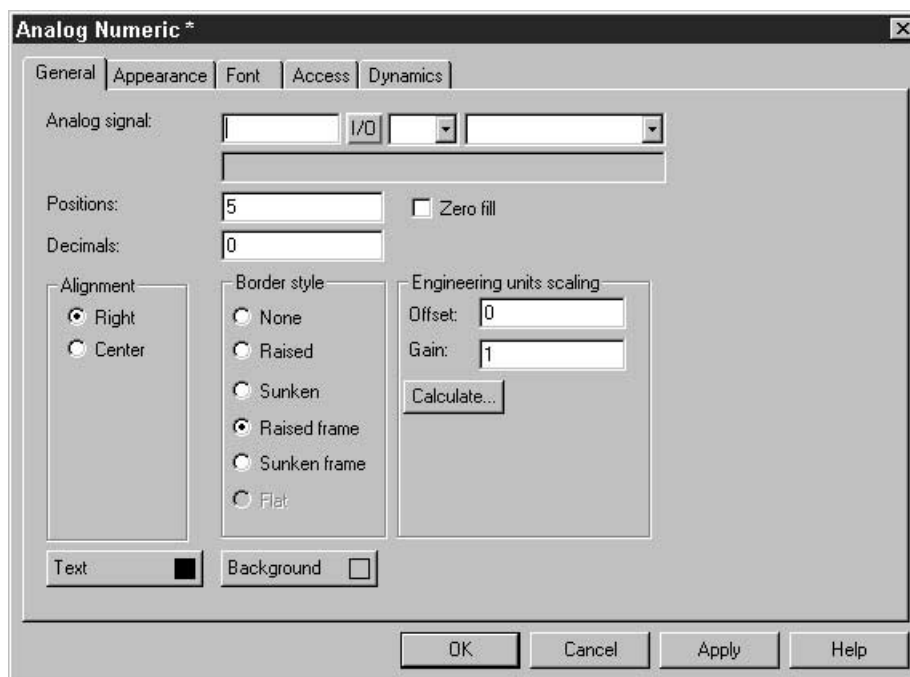 Analog Numeric *
General Appearance Font Access Dynamics
Analog signal: I/O
Positions: 5 Zero fill
Decimals: 0
Alignment Border style Engineering units scaling
Right None Offset: 0
Center Raised Gain: 1
Sunken Calculate...
Raised frame
Sunken frame
Flat
Text Background
OK Cancel Apply Help